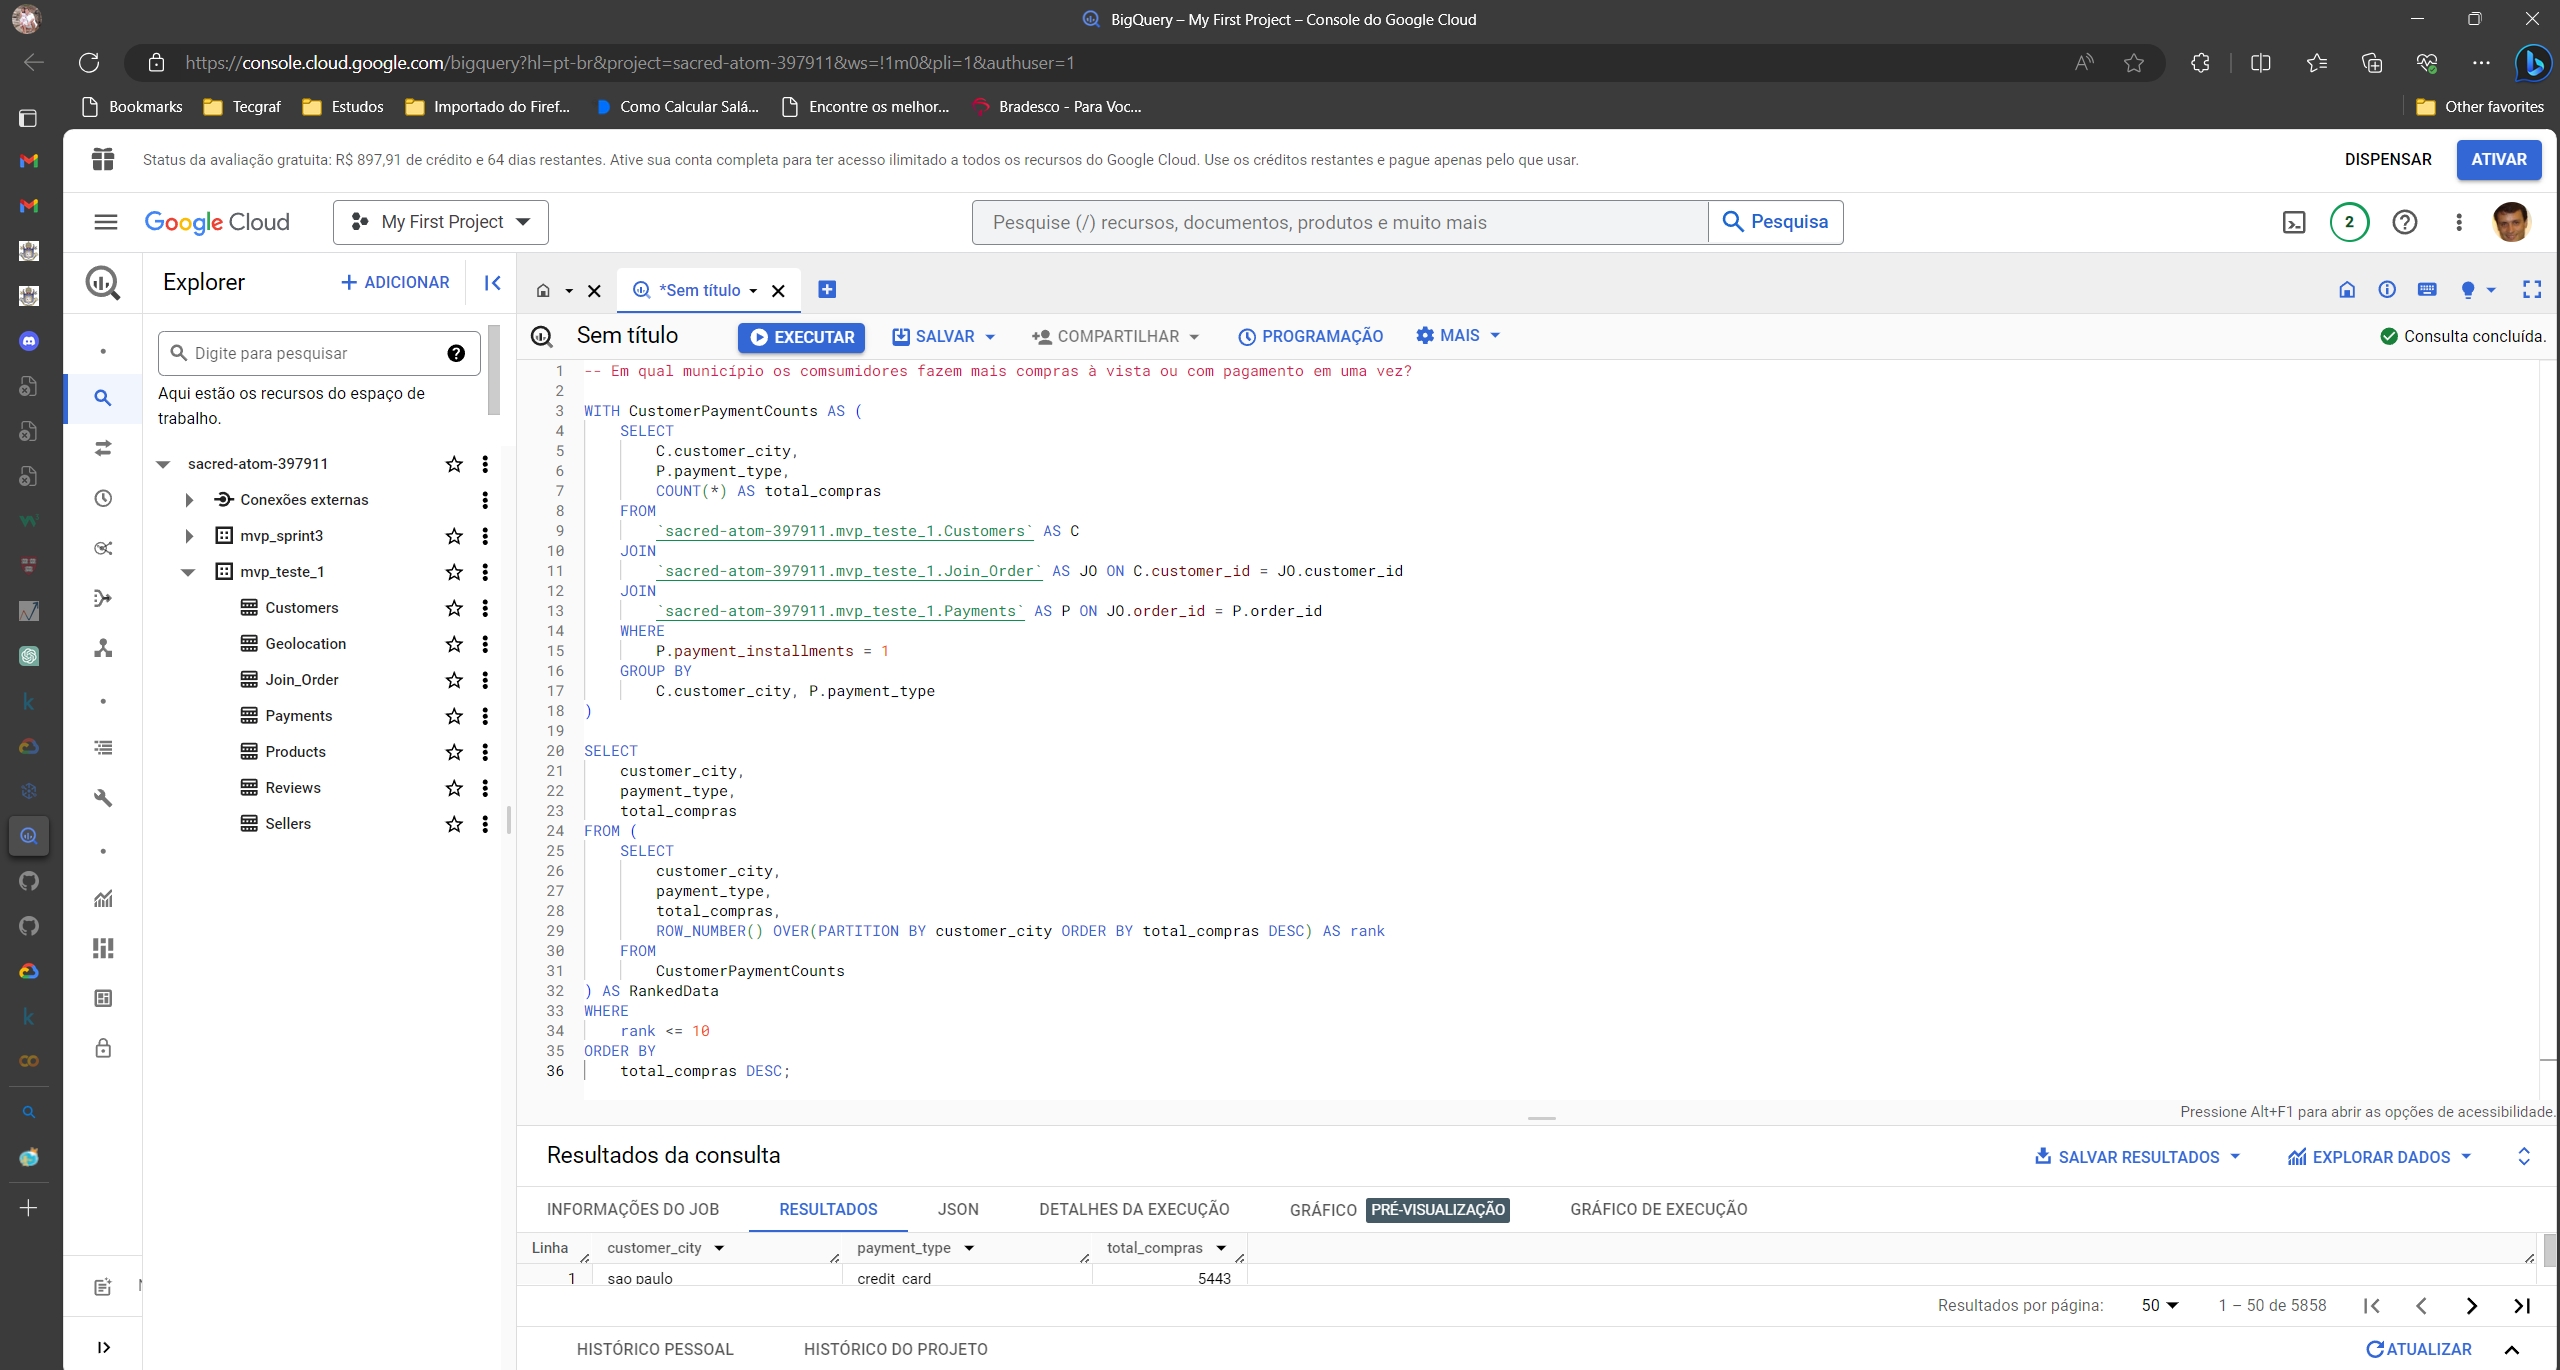 BigQuery – My First Project – Console do Google Cloud
https://console.cloud.google.com/bigquery?hl=pt-br&project=sacred-atom-397911&ws=!1m0&pli=1&authuser=1
Bookmarks Tecgraf Estudos Importado do Firef... Como Calcular Salá... Encontre os melhor... Bradesco - Para Voc... Other favorites
Status da avaliação gratuita: R$ 897,91 de crédito e 64 dias restantes. Ative sua conta completa para ter acesso ilimitado a todos os recursos do Google Cloud. Use os créditos restantes e pague apenas pelo que usar. DISPENSAR ATIVAR
Google Cloud My First Project Pesquise (/) recursos, documentos, produtos e muito mais Pesquisa 2
Explorer + ADICIONAR
*Sem título
Digite para pesquisar
Aqui estão os recursos do espaço de
trabalho.
sacred-atom-397911
Conexões externas
mvp_sprint3
mvp_teste_1
Customers
Geolocation
Join_Order
Payments
Products
Reviews
Sellers
Sem título EXECUTAR SALVAR COMPARTILHAR PROGRAMAÇÃO MAIS Consulta concluída.
1 -- Em qual município os comsumidores fazem mais compras à vista ou com pagamento em uma vez?
2
3 WITH CustomerPaymentCounts AS (
4 SELECT
5 C.customer_city,
6 P.payment_type,
7 COUNT(*) AS total_compras
8 FROM
9 `sacred-atom-397911.mvp_teste_1.Customers` AS C
10 JOIN
11 `sacred-atom-397911.mvp_teste_1.Join_Order` AS JO ON C.customer_id = JO.customer_id
12 JOIN
13 `sacred-atom-397911.mvp_teste_1.Payments` AS P ON JO.order_id = P.order_id
14 WHERE
15 P.payment_installments = 1
16 GROUP BY
17 C.customer_city, P.payment_type
18 )
19
20 SELECT
21 customer_city,
22 payment_type,
23 total_compras
24 FROM (
25 SELECT
26 customer_city,
27 payment_type,
28 total_compras,
29 ROW_NUMBER() OVER(PARTITION BY customer_city ORDER BY total_compras DESC) AS rank
30 FROM
31 CustomerPaymentCounts
32 ) AS RankedData
33 WHERE
34 rank <= 10
35 ORDER BY
36 total_compras DESC;
Pressione Alt+F1 para abrir as opções de acessibilidade.
Resultados da consulta SALVAR RESULTADOS EXPLORAR DADOS
INFORMAÇÕES DO JOB RESULTADOS JSON DETALHES DA EXECUÇÃO GRÁFICO PRÉ-VISUALIZAÇÃO GRÁFICO DE EXECUÇÃO
Linha customer_city payment_type total_compras
1 sao paulo credit_card 5443
Resultados por página: 50 1 – 50 de 5858
HISTÓRICO PESSOAL HISTÓRICO DO PROJETO ATUALIZAR